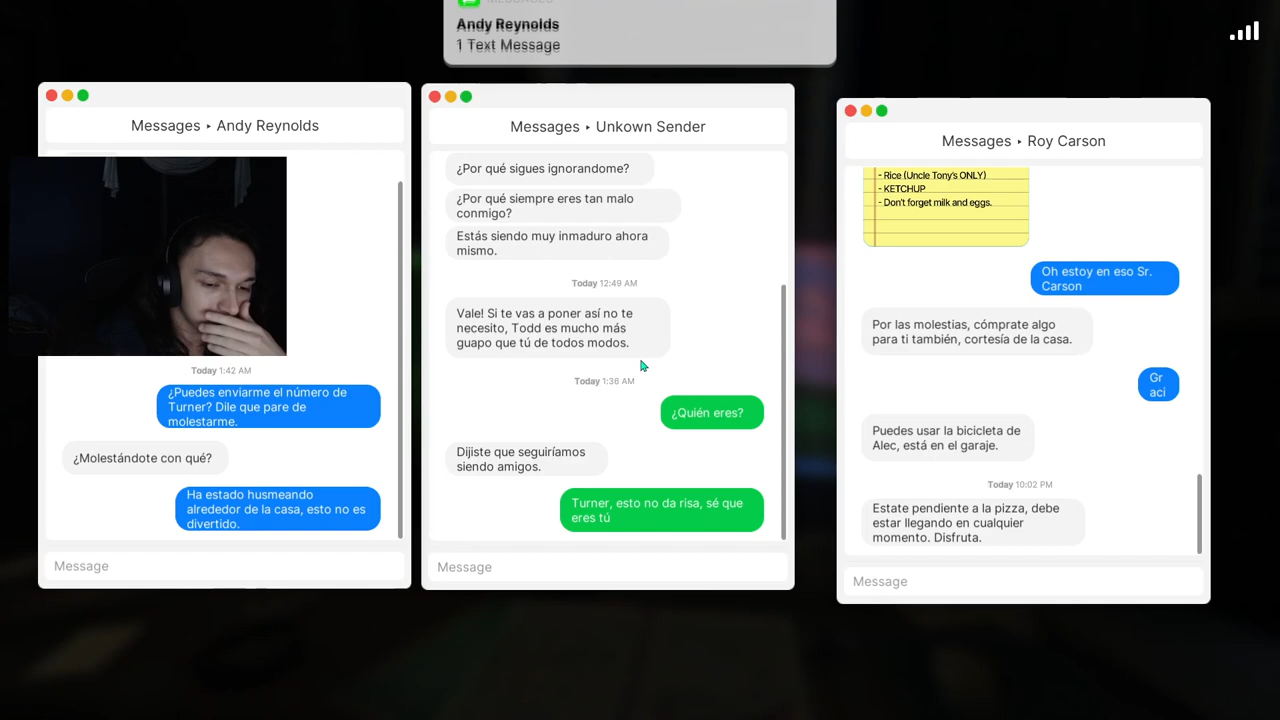 MESSAGES
Andy Reynolds
1 Text Message
Messages ‣ Andy Reynolds
Today 1:42 AM
¿Puedes enviarme el número de
Turner? Dile que pare de
molestarme.
¿Molestándote con qué?
Ha estado husmeando
alrededor de la casa, esto no es
divertido.
Message
Messages ‣ Unkown Sender
¿Por qué sigues ignorandome?
¿Por qué siempre eres tan malo
conmigo?
Estás siendo muy inmaduro ahora
mismo.
Today 12:49 AM
Vale! Si te vas a poner así no te
necesito, Todd es mucho más
guapo que tú de todos modos.
Today 1:36 AM
¿Quién eres?
Dijiste que seguiríamos
siendo amigos.
Turner, esto no da risa, sé que
eres tú
Message
Messages ‣ Roy Carson
- Rice (Uncle Tony's ONLY)
- KETCHUP
- Don't forget milk and eggs.
Oh estoy en eso Sr.
Carson
Por las molestias, cómprate algo
para ti también, cortesía de la casa.
Gr
aci
Puedes usar la bicicleta de
Alec, está en el garaje.
Today 10:02 PM
Estate pendiente a la pizza, debe
estar llegando en cualquier
momento. Disfruta.
Message